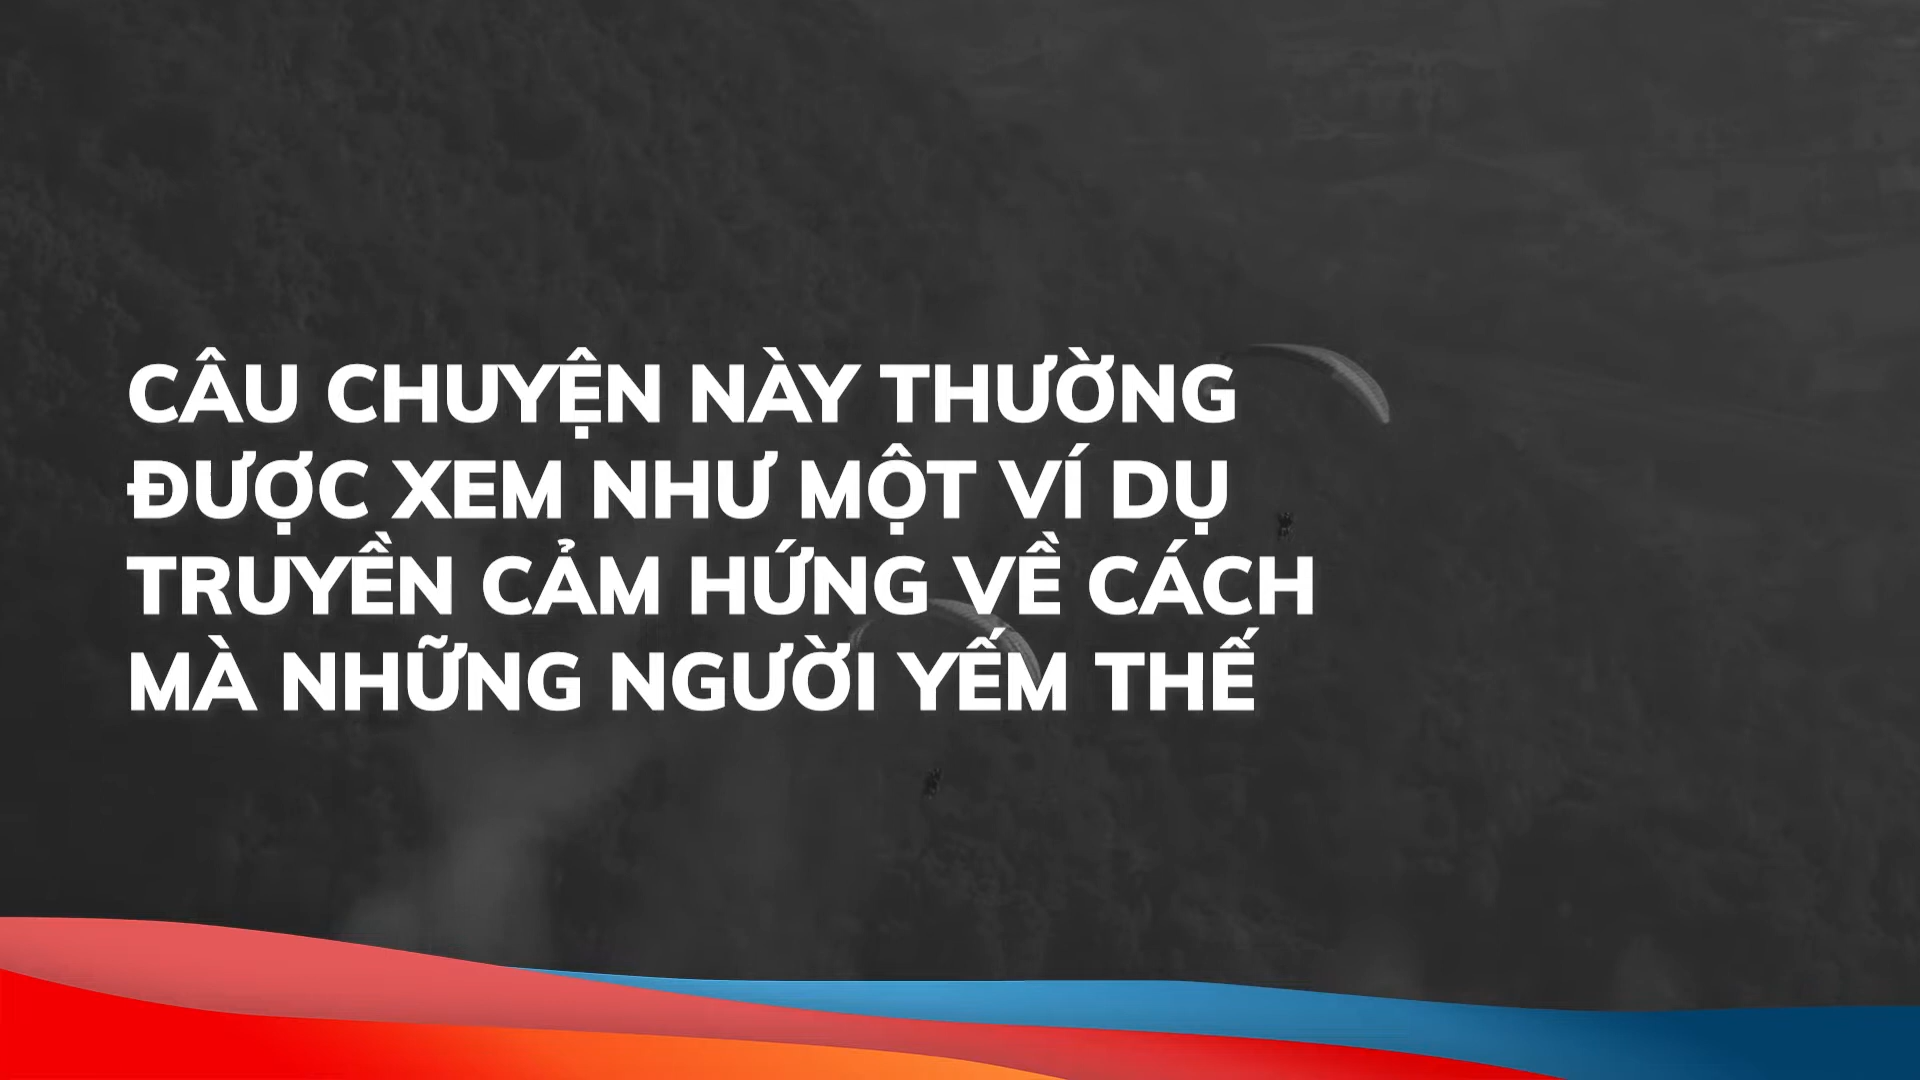 CÂU CHUYỆN NÀY THƯỜNG
ĐƯỢC XEM NHƯ MỘT VÍ DỤ
TRUYỀN CẢM HỨNG VỀ CÁCH
MÀ NHỮNG NGƯỜI YẾM THẾ